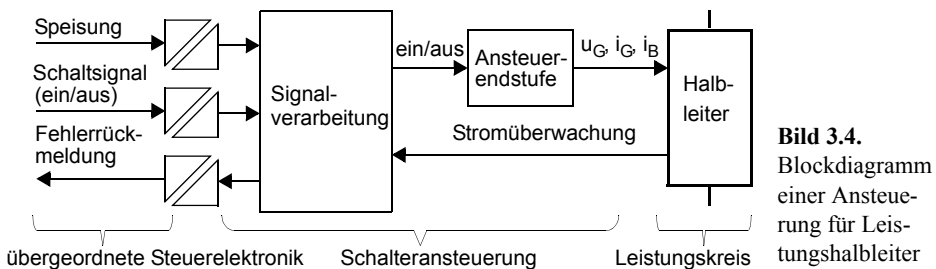 Speisung
Schaltsignal
(ein/aus)
Fehlerrück-
meldung
Signal-
verarbeitung
ein/aus
Ansteuer-
endstufe
uG, iG, iB
Halb-
leiter
Stromüberwachung
übergeordnete Steuerelektronik
Schalteransteuerung
Leistungskreis
Bild 3.4.
Blockdiagramm
einer Ansteue-
rung für Leis-
tungshalbleiter